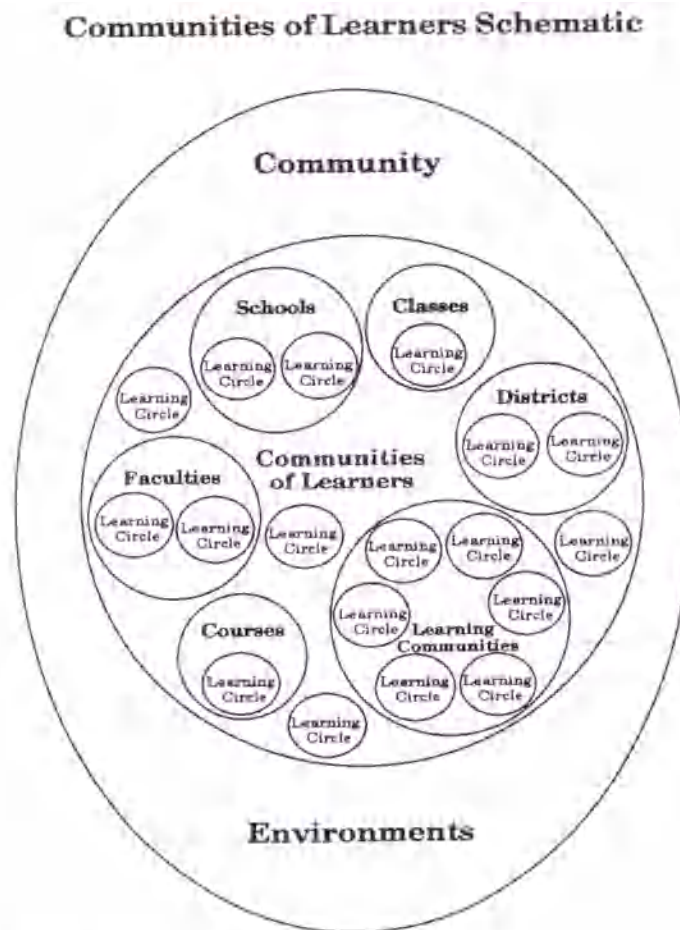 Communities of Learners Schematic
Community
Schools
Learning
Circle
Learning
Circle
Classes
Learning
Circle
Learning
Circle
Districts
Learning
Circle
Learning
Circle
Communities
of Learners
Faculties
Learning
Circle
Learning
Circle
Learning
Circle
Learning
Circle
Learning
Circle
Learning
Circle
Learning
Circle
Learning
Circle
Learning
Communities
Learning
Circle
Learning
Circle
Courses
Learning
Circle
Learning
Circle
Environments